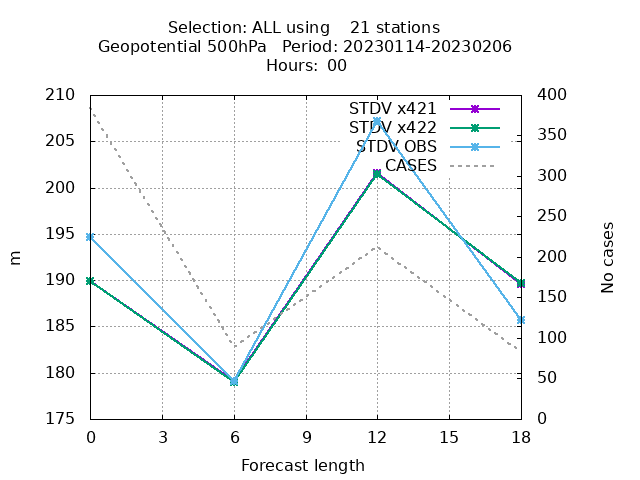 Selection: ALL using    21 stations
Geopotential 500hPa   Period: 20230114-20230206
Hours:  00
STDV x421
STDV x422
STDV OBS
CASES
210
205
200
195
190
185
180
175
400
350
300
250
200
150
100
50
0
m
No cases
0 3 6 9 12 15 18
Forecast length